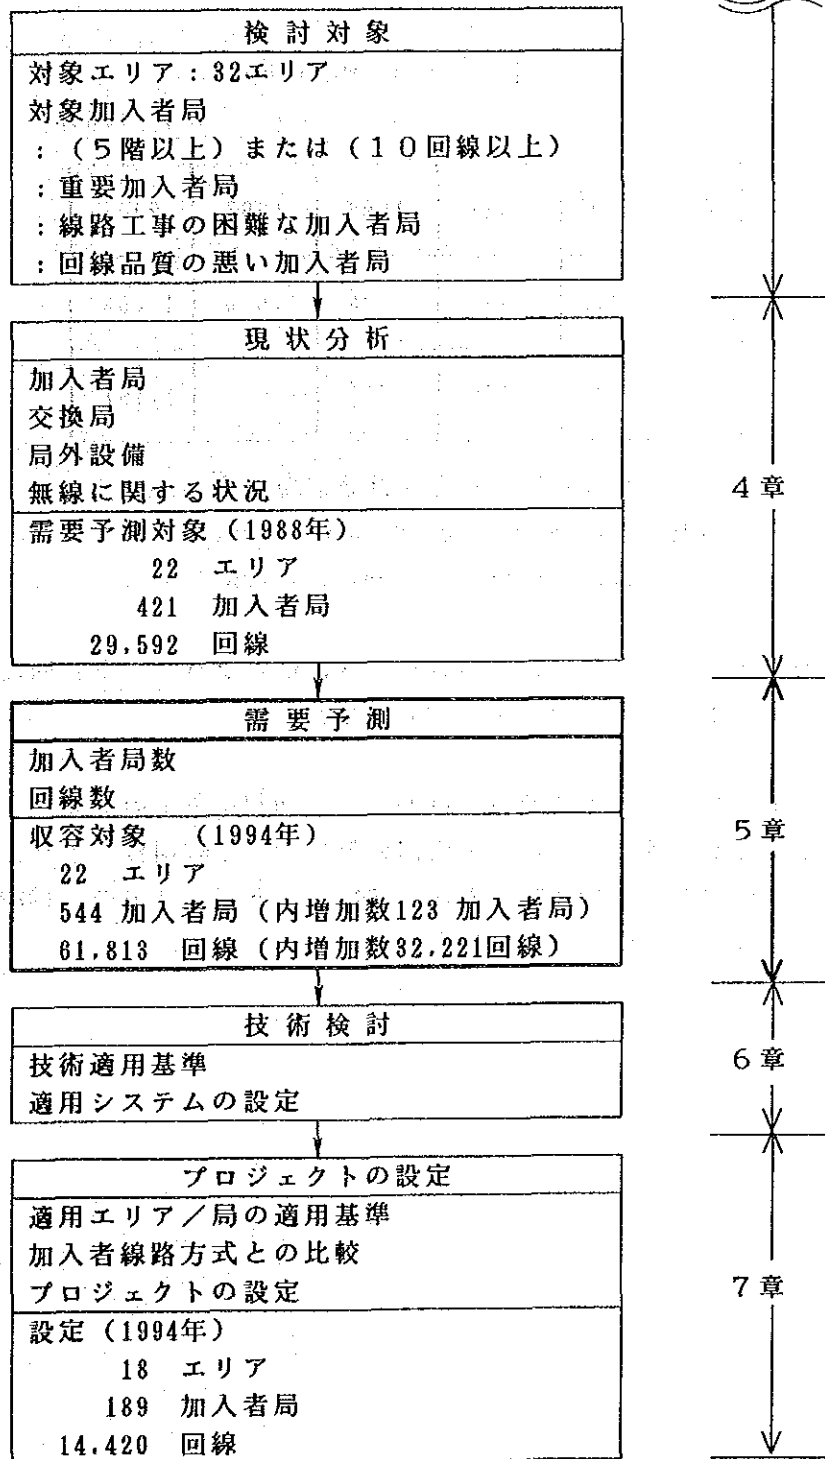 検討対象
対象エリア:32エリア
対象加入者局
:(5階以上)または(10回線以上)
:重要加入者局
:線路工事の困難な加入者局
:回線品質の悪い加入者局
現状分析
加入者局
交換局
局外設備
無線に関する状況
需要予測対象(1988年)
22 エリア
421 加入者局
29,592 回線
4章
需要予測
加入者局数
回線数
収容対象 (1994年)
22 エリア
544 加入者局(内増加数123 加入者局)
61,813 回線(内増加数32,221回線)
5章
技術検討
技術適用基準
適用システムの設定
6章
プロジェクトの設定
適用エリア/局の適用基準
加入者線路方式との比較
プロジェクトの設定
設定(1994年)
18 エリア
189 加入者局
14,420 回線
7章